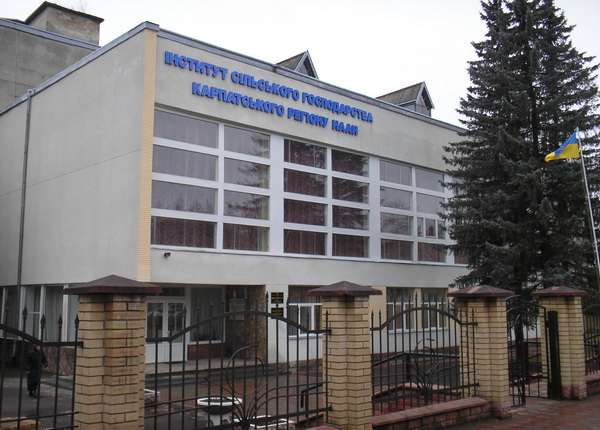 ІНСТИТУТ СІЛЬСЬКОГО ГОСПОДАРСТВА
КАРПАТСЬКОГО РЕГІОНУ НААН